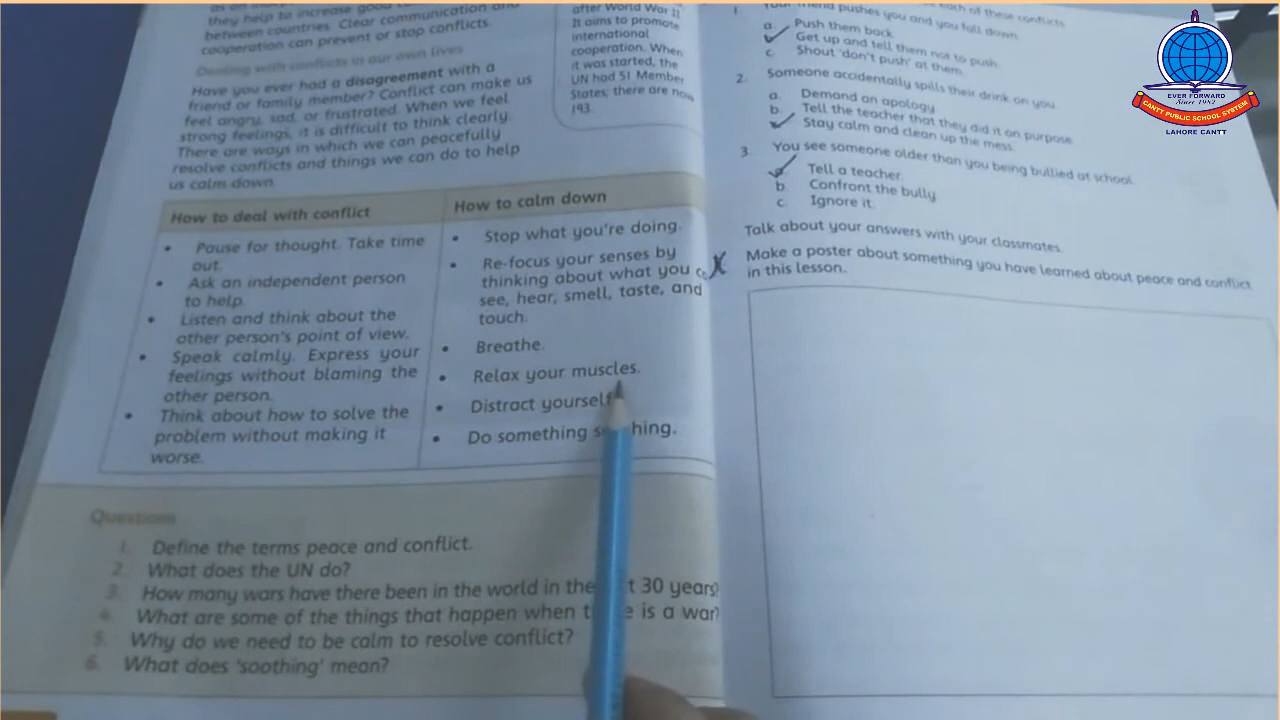 they help to increase good
between countries. Clear communication and
cooperation can prevent or stop conflicts.
Dealing with conflicts in our own lives
Have you ever had a disagreement with a
friend or family member? Conflict can make us
feel angry, sad, or frustrated. When we feel
strong feelings, it is difficult to think clearly.
There are ways in which we can peacefully
resolve conflicts and things we can do to help
us calm down.
after World War II
It aims to promote
international
cooperation. When
it was started, the
UN had 51 Member
States, there are now
193.
How to deal with conflict
• Pause for thought. Take time
out.
• Ask an independent person
to help.
• Listen and think about the
other person's point of view.
• Speak calmly. Express your
feelings without blaming the
other person.
• Think about how to solve the
problem without making it
worse.
How to calm down
• Stop what you're doing.
• Re-focus your senses by
thinking about what you
see, hear, smell, taste, and
touch.
• Breathe.
• Relax your muscles.
• Distract yourself
• Do something
Questions
1. Define the terms peace and conflict.
2. What does the UN do?
3. How many wars have there been in the world in the 30 years?
4. What are some of the things that happen when is a war?
5. Why do we need to be calm to resolve conflict?
6. What does 'soothing' mean?
each of these conflicts
1. friend pushes you and you fall down.
a. Push them back.
Get up and tell them not to push.
c. Shout 'don't push' at them.
2. Someone accidentally spills their drink on you.
a. Demand an apology.
b. Tell the teacher that they did it on purpose.
Stay calm and clean up the mess.
3. You see someone older than you being bullied at school.
Tell a teacher.
b. Confront the bully.
c. Ignore it.
Talk about your answers with your classmates.
Make a poster about something you have learned about peace and conflict
in this lesson.
EVER FORWARD
Since 1982
CANTT PUBLIC SCHOOL SYSTEM
LAHORE CANTT